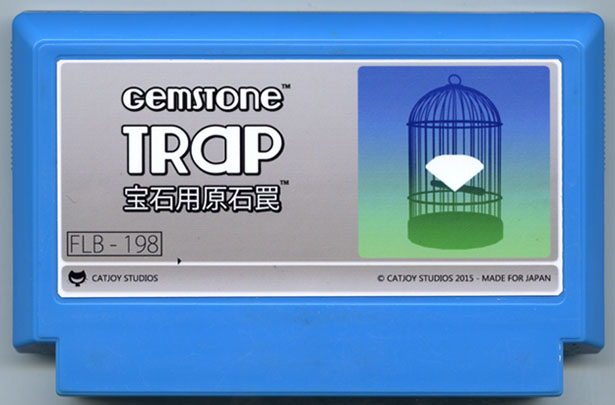 GEMSTONE™
TRAP
宝石用原石罠™
FLB - 198
CATJOY STUDIOS
© CATJOY STUDIOS 2015 - MADE FOR JAPAN